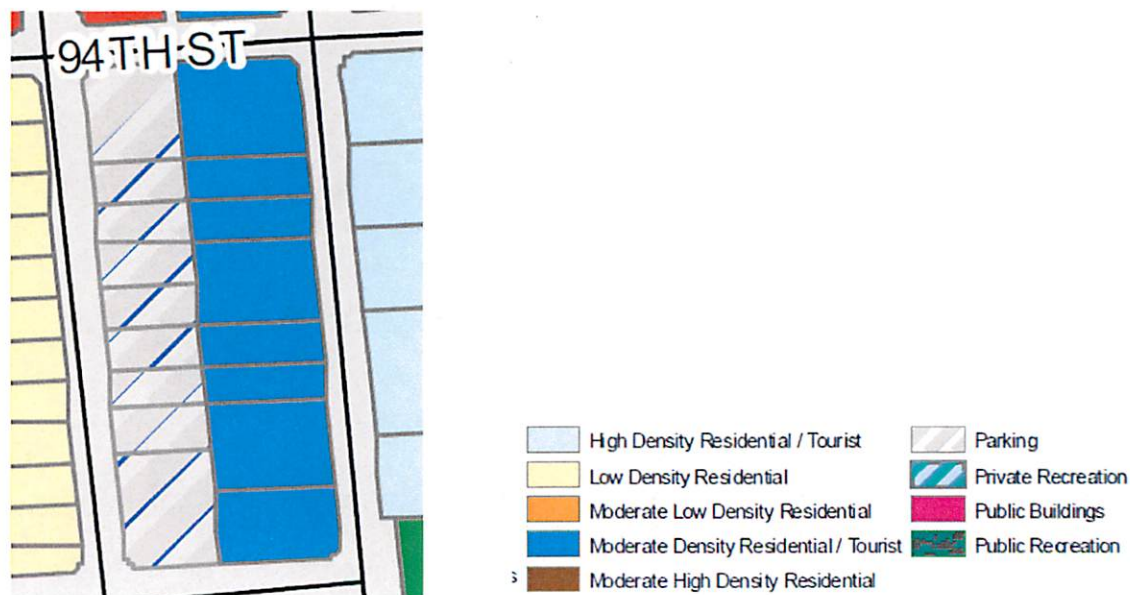 94TH ST
High Density Residential / Tourist
Low Density Residential
Moderate Low Density Residential
Moderate Density Residential / Tourist
s
Moderate High Density Residential
Parking
Private Recreation
Public Buildings
Public Recreation